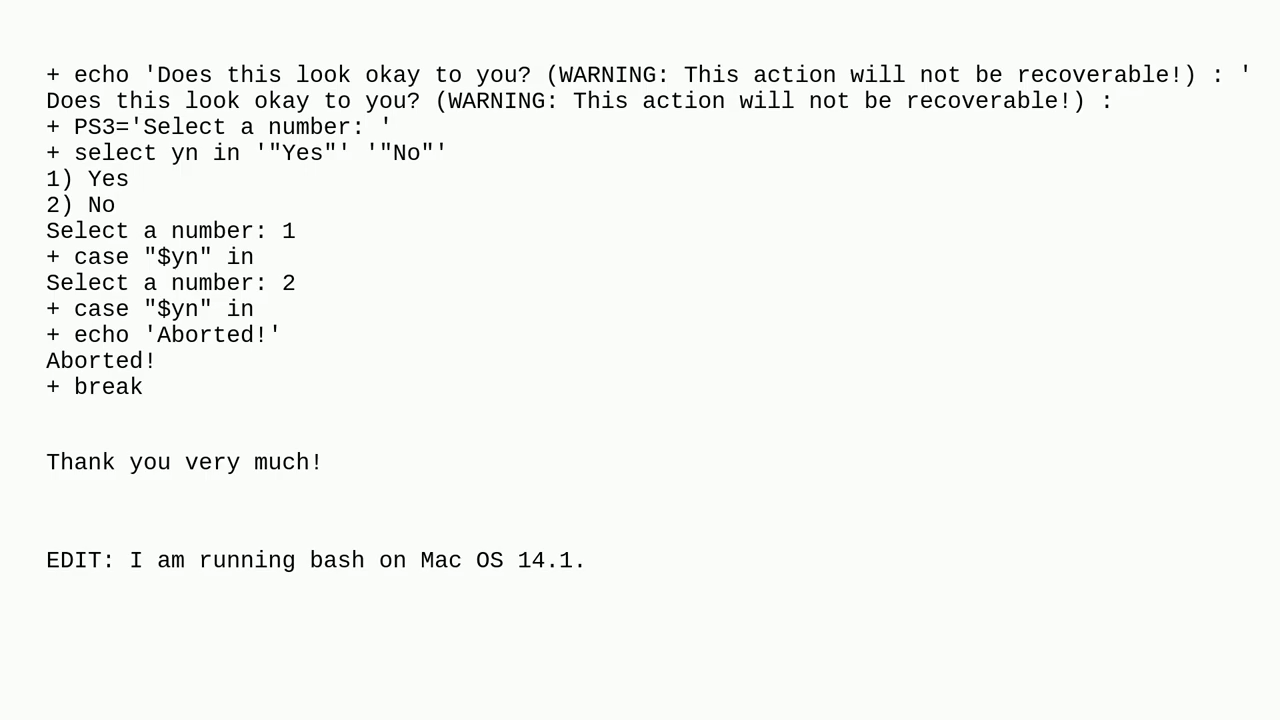 + echo 'Does this look okay to you? (WARNING: This action will not be recoverable!) : '
Does this look okay to you? (WARNING: This action will not be recoverable!) :
+ PS3='Select a number: '
+ select yn in '"Yes"' '"No"'
1) Yes
2) No
Select a number: 1
+ case "$yn" in
Select a number: 2
+ case "$yn" in
+ echo 'Aborted!'
Aborted!
+ break
Thank you very much!
EDIT: I am running bash on Mac OS 14.1.